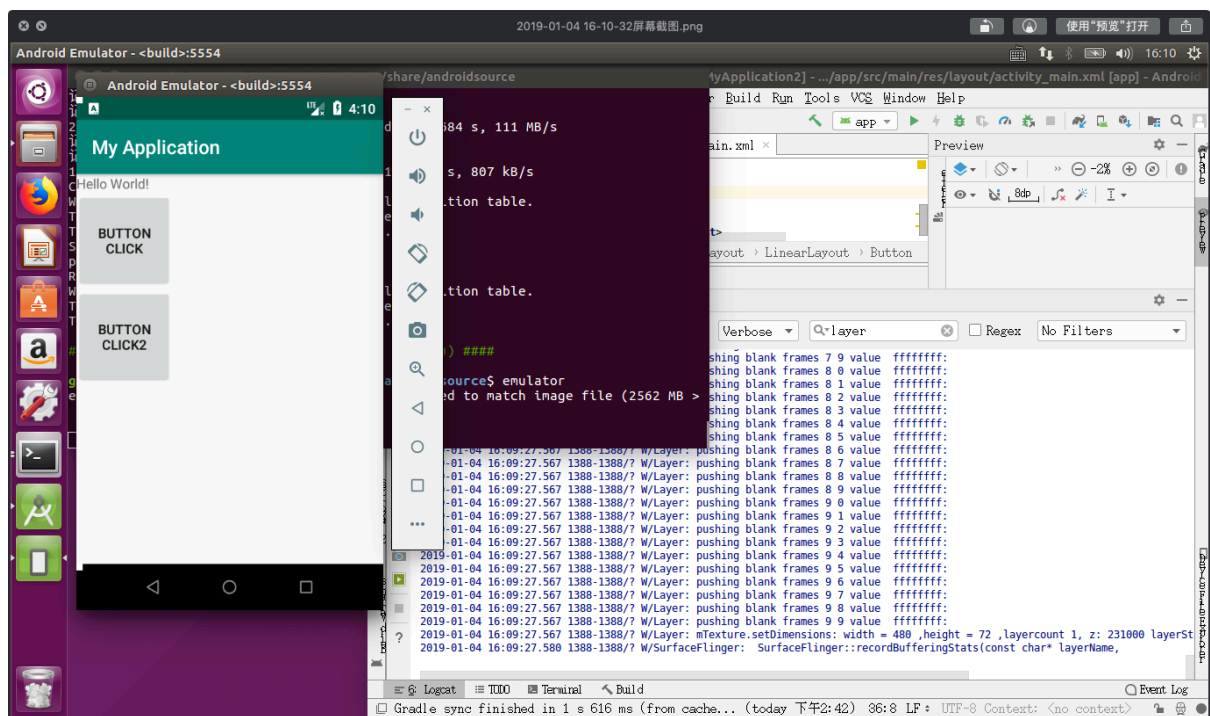 2019-01-04 16-10-32屏幕截图.png
使用"预览"打开
Android Emulator - <build>:5554
16:10
Android Emulator - <build>:5554
LTE
4:10
My Application
Hello World!
BUTTON
CLICK
BUTTON
CLICK2
/share/androidsource
584 s, 111 MB/s
s, 807 kB/s
tion table.
tion table.
) ####
source$ emulator
ed to match image file (2562 MB >
MyApplication2] - .../app/src/main/res/layout/activity_main.xml [app] - Android
Build Run Tools VCS Window Help
app
ain.xml
Preview
-2%
8dp
t>
ayout › LinearLayout › Button
Verbose
layer
Regex
No Filters
shing blank frames 7 9 value ffffffff:
shing blank frames 8 0 value ffffffff:
shing blank frames 8 1 value ffffffff:
shing blank frames 8 2 value ffffffff:
shing blank frames 8 3 value ffffffff:
shing blank frames 8 4 value ffffffff:
shing blank frames 8 5 value ffffffff:
-01-04 16:09:27.567 1388-1388/? W/Layer: pushing blank frames 8 6 value ffffffff:
-01-04 16:09:27.567 1388-1388/? W/Layer: pushing blank frames 8 7 value ffffffff:
-01-04 16:09:27.567 1388-1388/? W/Layer: pushing blank frames 8 8 value ffffffff:
-01-04 16:09:27.567 1388-1388/? W/Layer: pushing blank frames 8 9 value ffffffff:
-01-04 16:09:27.567 1388-1388/? W/Layer: pushing blank frames 9 0 value ffffffff:
-01-04 16:09:27.567 1388-1388/? W/Layer: pushing blank frames 9 1 value ffffffff:
-01-04 16:09:27.567 1388-1388/? W/Layer: pushing blank frames 9 2 value ffffffff:
-01-04 16:09:27.567 1388-1388/? W/Layer: pushing blank frames 9 3 value ffffffff:
2019-01-04 16:09:27.567 1388-1388/? W/Layer: pushing blank frames 9 4 value ffffffff:
2019-01-04 16:09:27.567 1388-1388/? W/Layer: pushing blank frames 9 5 value ffffffff:
2019-01-04 16:09:27.567 1388-1388/? W/Layer: pushing blank frames 9 6 value ffffffff:
2019-01-04 16:09:27.567 1388-1388/? W/Layer: pushing blank frames 9 7 value ffffffff:
2019-01-04 16:09:27.567 1388-1388/? W/Layer: pushing blank frames 9 8 value ffffffff:
2019-01-04 16:09:27.567 1388-1388/? W/Layer: pushing blank frames 9 9 value ffffffff:
2019-01-04 16:09:27.567 1388-1388/? W/Layer: mTexture.setDimensions: width = 480 ,height = 72 ,layercount 1, z: 231000 layerSt
2019-01-04 16:09:27.580 1388-1388/? W/SurfaceFlinger: SurfaceFlinger::recordBufferingStats(const char* layerName,
6: Logcat
TODO
Terminal
Build
Event Log
Gradle sync finished in 1 s 616 ms (from cache... (today 下午2:42)
36:8 LF
UTF-8 Context: <no context>